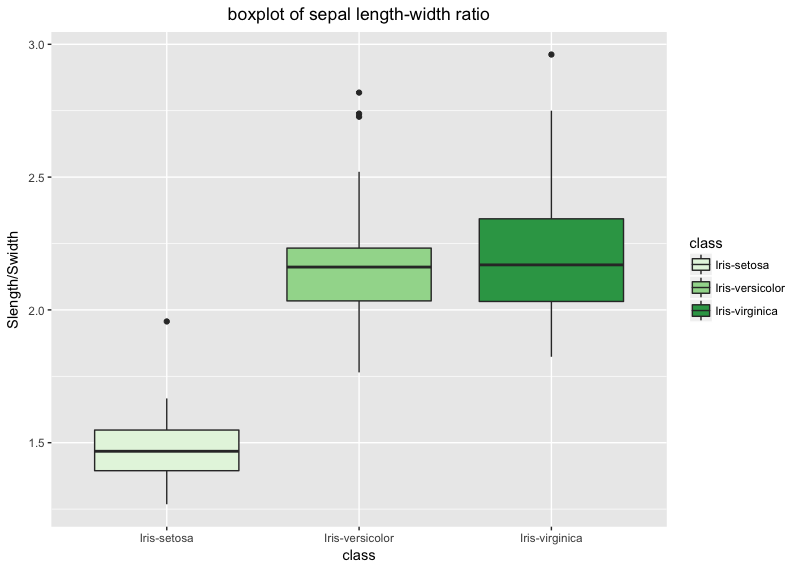 boxplot of sepal length-width ratio
3.0
2.5
2.0
1.5
Slength/Swidth
Iris-setosa
Iris-versicolor
Iris-virginica
class
class
Iris-setosa
Iris-versicolor
Iris-virginica